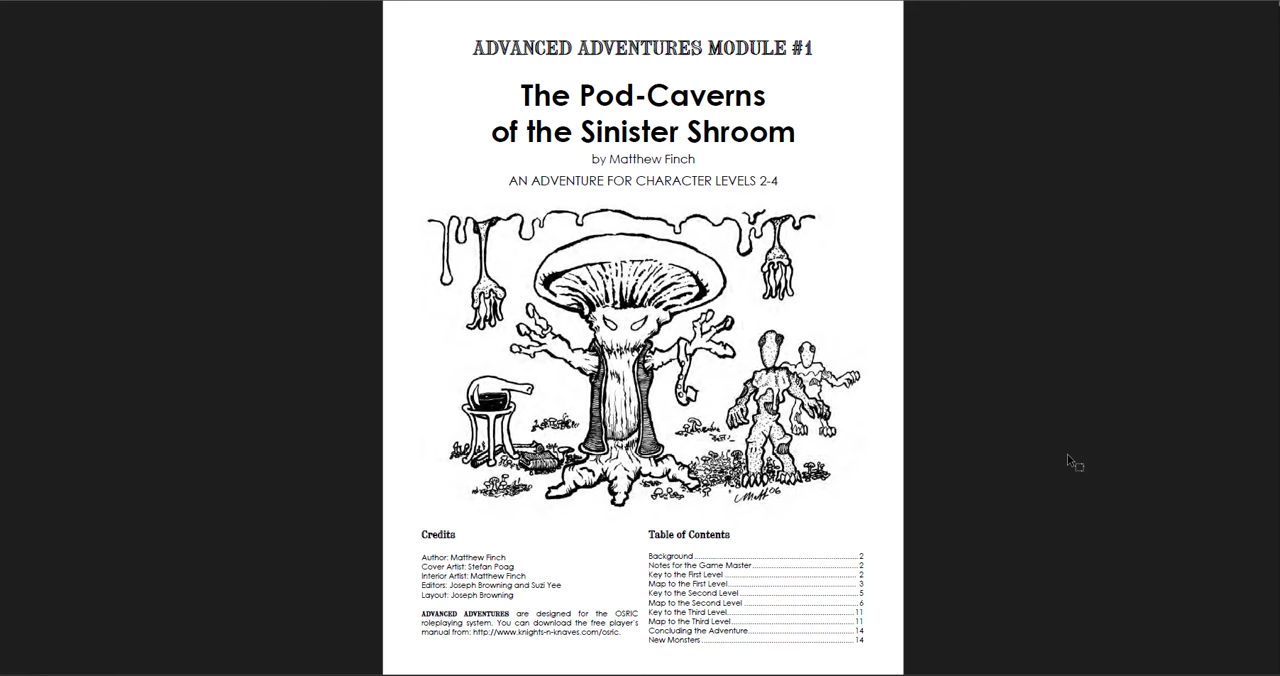 ADVANCED ADVENTURES MODULE #1
The Pod-Caverns
of the Sinister Shroom
by Matthew Finch
AN ADVENTURE FOR CHARACTER LEVELS 2-4
Credits
Author: Matthew Finch
Cover Artist: Stefan Poag
Interior Artist: Matthew Finch
Editors: Joseph Browning and Suzi Yee
Layout: Joseph Browning
ADVANCED ADVENTURES are designed for the OSRIC
roleplaying system. You can download the free player's
manual from: http://www.knights-n-knaves.com/osric.
Table of Contents
Background 2
Notes for the Game Master 2
Key to the First Level 2
Map to the First Level 3
Key to the Second Level 5
Map to the Second Level 6
Key to the Third Level 11
Map to the Third Level 11
Concluding the Adventure 14
New Monsters 14